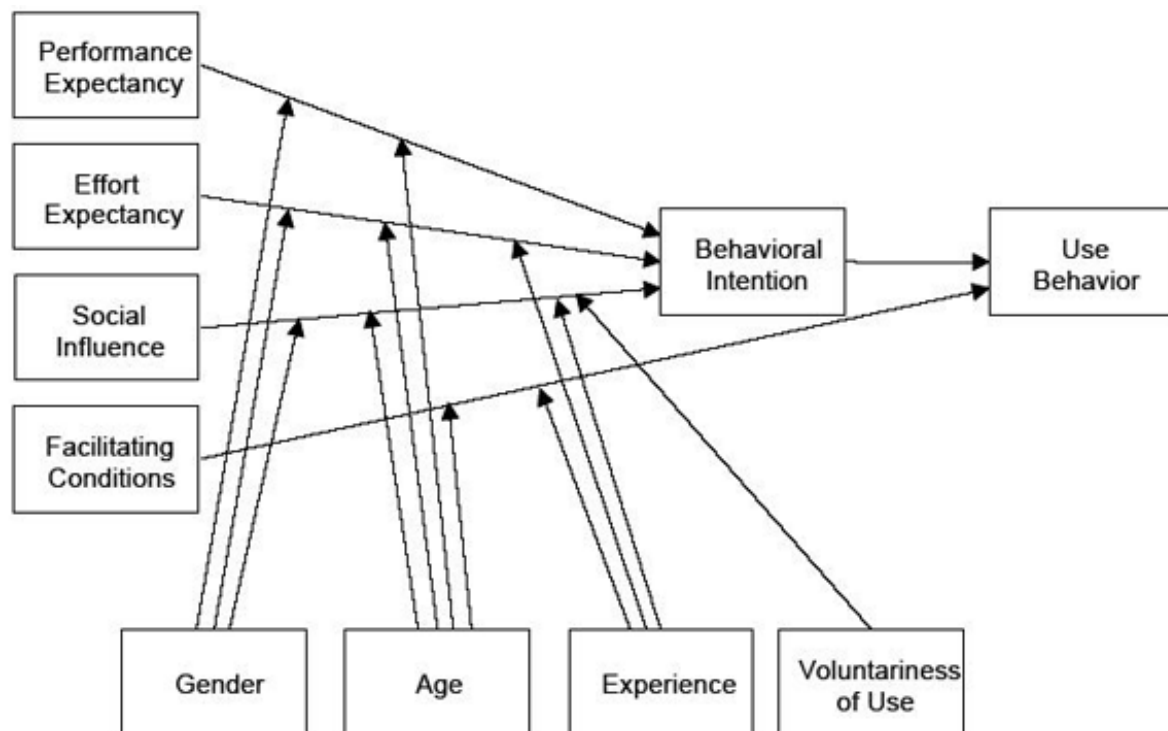 Performance
Expectancy
Effort
Expectancy
Social
Influence
Facilitating
Conditions
Behavioral
Intention
Use
Behavior
Gender
Age
Experience
Voluntariness
of Use